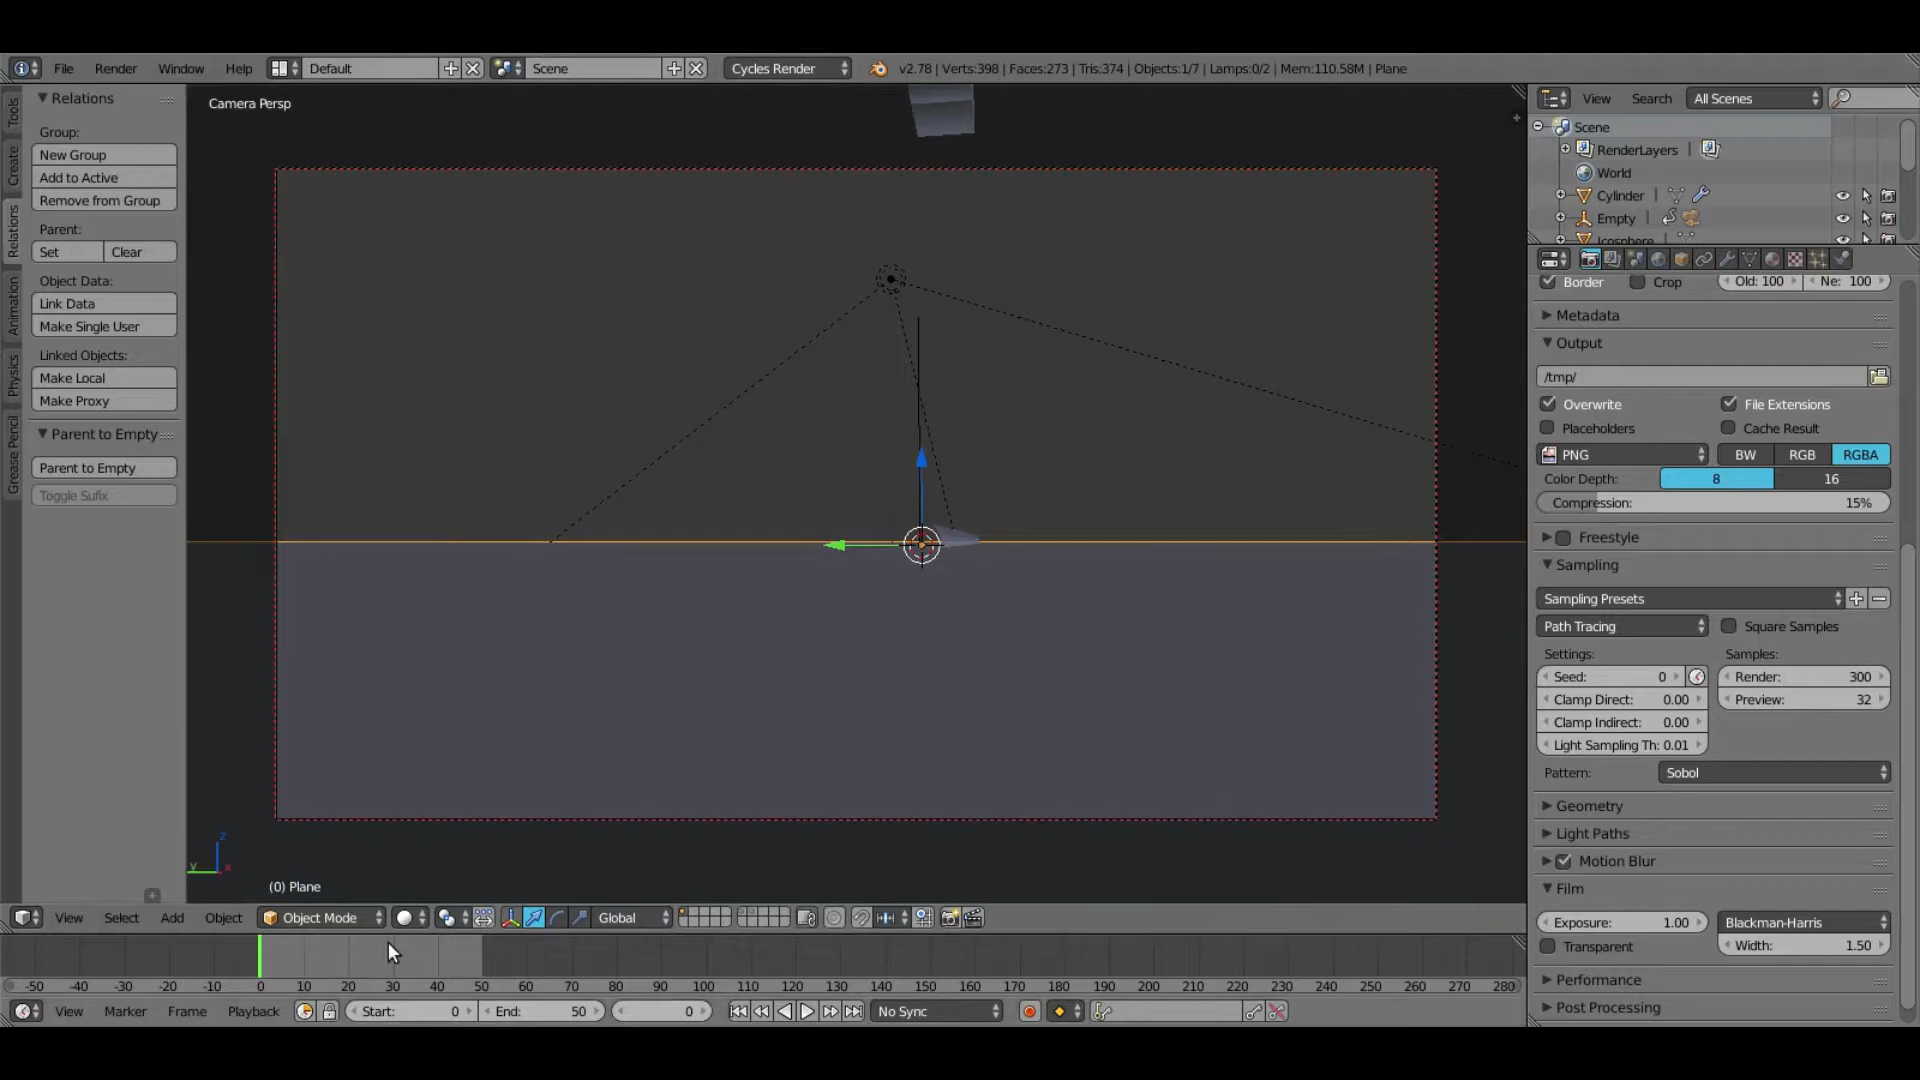 File Render Window Help Default Scene Cycles Render v2.78 | Verts:398 | Faces:273 | Tris:374 | Objects:1/7 | Lamps:0/2 | Mem:110.58M | Plane
Tools
Create
Relations
Animation
Physics
Grease Pencil
Relations
Group:
New Group
Add to Active
Remove from Group
Parent:
Set Clear
Object Data:
Link Data
Make Single User
Linked Objects:
Make Local
Make Proxy
Parent to Empty
Parent to Empty
Toggle Sufix
Camera Persp
z
y x
(0) Plane
View Search All Scenes
Scene
RenderLayers |
World
Cylinder |
Empty |
Icosphere |
Border Crop Old: 100 Ne: 100
Metadata
Output
/tmp/
Overwrite File Extensions
Placeholders Cache Result
PNG BW RGB RGBA
Color Depth: 8 16
Compression: 15%
Freestyle
Sampling
Sampling Presets
Path Tracing Square Samples
Settings: Samples:
Seed: 0 Render: 300
Clamp Direct: 0.00 Preview: 32
Clamp Indirect: 0.00
Light Sampling Th: 0.01
Pattern: Sobol
Geometry
Light Paths
Motion Blur
Film
Exposure: 1.00 Blackman-Harris
Transparent Width: 1.50
Performance
Post Processing
View Select Add Object Object Mode Global
-50 -40 -30 -20 -10 0 10 20 30 40 50 60 70 80 90 100 110 120 130 140 150 160 170 180 190 200 210 220 230 240 250 260 270 280
View Marker Frame Playback Start: 0 End: 50 0 No Sync